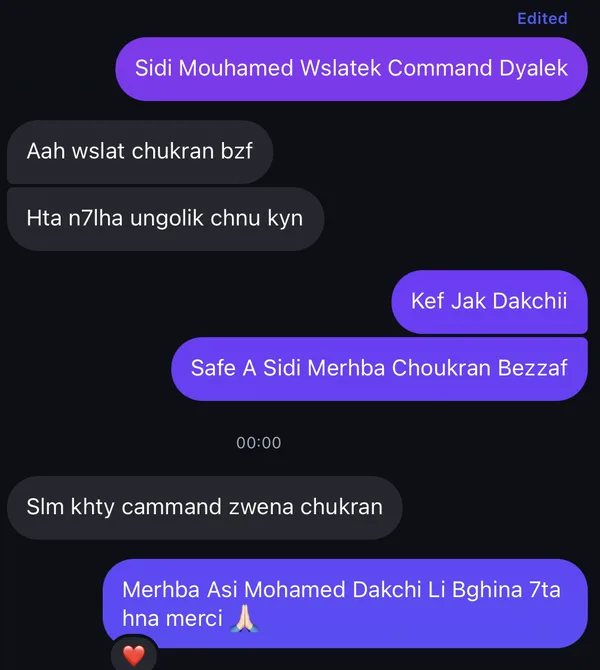 Edited
Sidi Mouhamed Wslatek Command Dyalek
Aah wslat chukran bzf
Hta n7lha ungolik chnu kyn
Kef Jak Dakchii
Safe A Sidi Merhba Choukran Bezzaf
00:00
Slm khty cammand zwena chukran
Merhba Asi Mohamed Dakchi Li Bghina 7ta
hna merci 🙏🏻
❤️